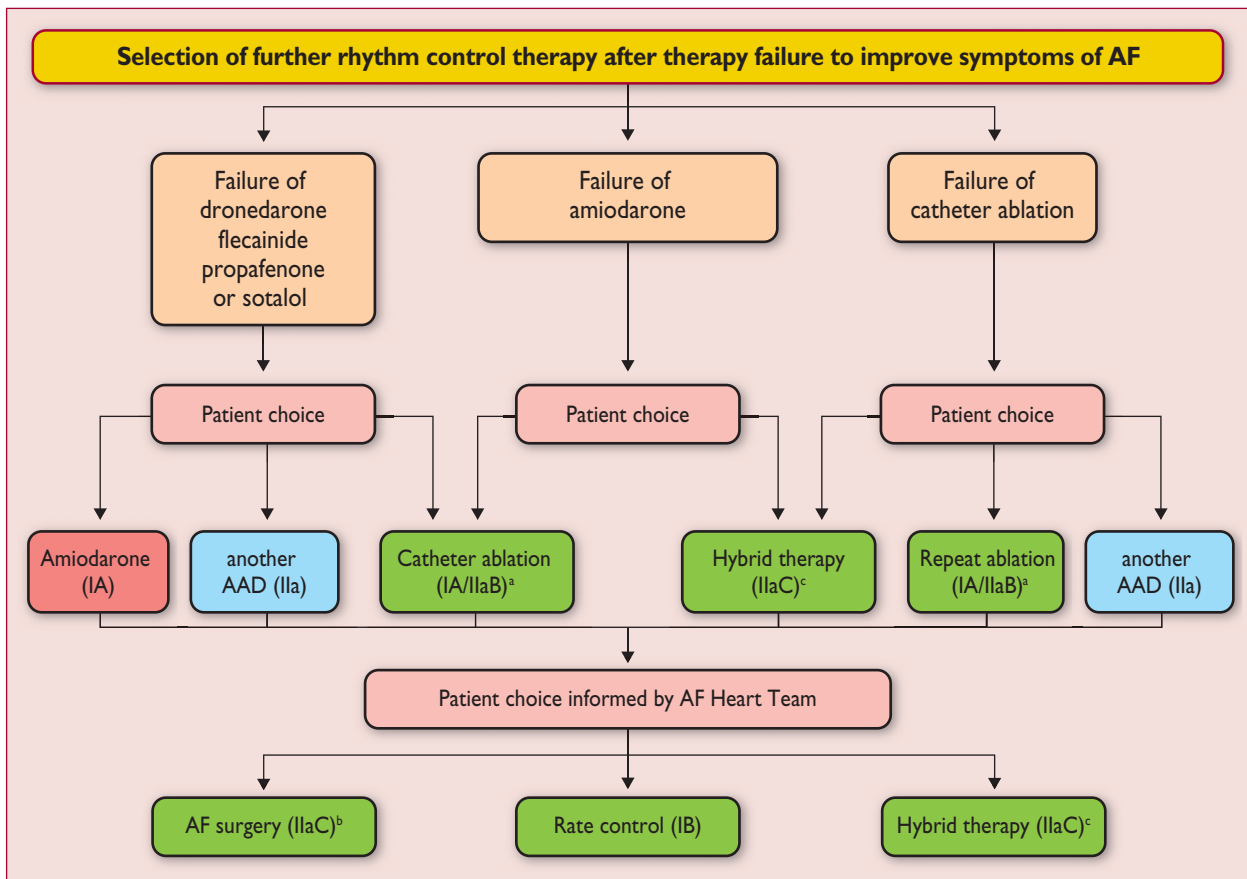 Selection of further rhythm control therapy after therapy failure to improve symptoms of AF
Failure of
dronedarone
flecainide
propafenone
or sotalol
Failure of
amiodarone
Failure of
catheter ablation
Patient choice
Patient choice
Patient choice
Amiodarone
(IA)
another
AAD (IIa)
Catheter ablation
(IA/IIaB)ᵃ
Hybrid therapy
(IIaC)ᶜ
Repeat ablation
(IA/IIaB)ᵃ
another
AAD (IIa)
Patient choice informed by AF Heart Team
AF surgery (IIaC)ᵇ
Rate control (IB)
Hybrid therapy (IIaC)ᶜ